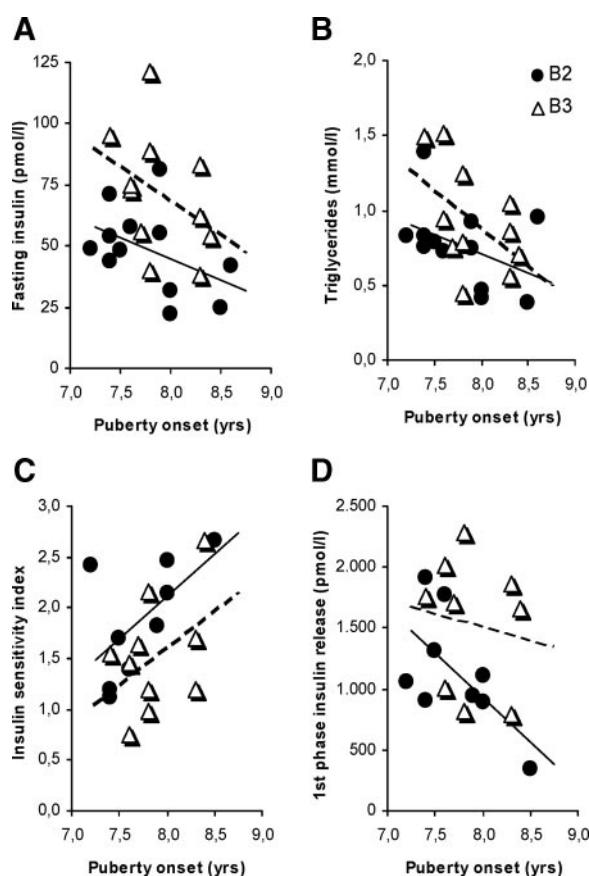 A
Fasting insulin (pmol/l)
125
100
75
50
25
0
7,0 7,5 8,0 8,5 9,0
Puberty onset (yrs)
B
Triglycerides (mmol/l)
2,0
1,5
1,0
0,5
0,0
7,0 7,5 8,0 8,5 9,0
Puberty onset (yrs)
B2
B3
C
Insulin sensitivity index
3,0
2,5
2,0
1,5
1,0
0,5
0,0
7,0 7,5 8,0 8,5 9,0
Puberty onset (yrs)
D
1st phase insulin release (pmol/l)
2.500
2.000
1.500
1.000
500
0
7,0 7,5 8,0 8,5 9,0
Puberty onset (yrs)